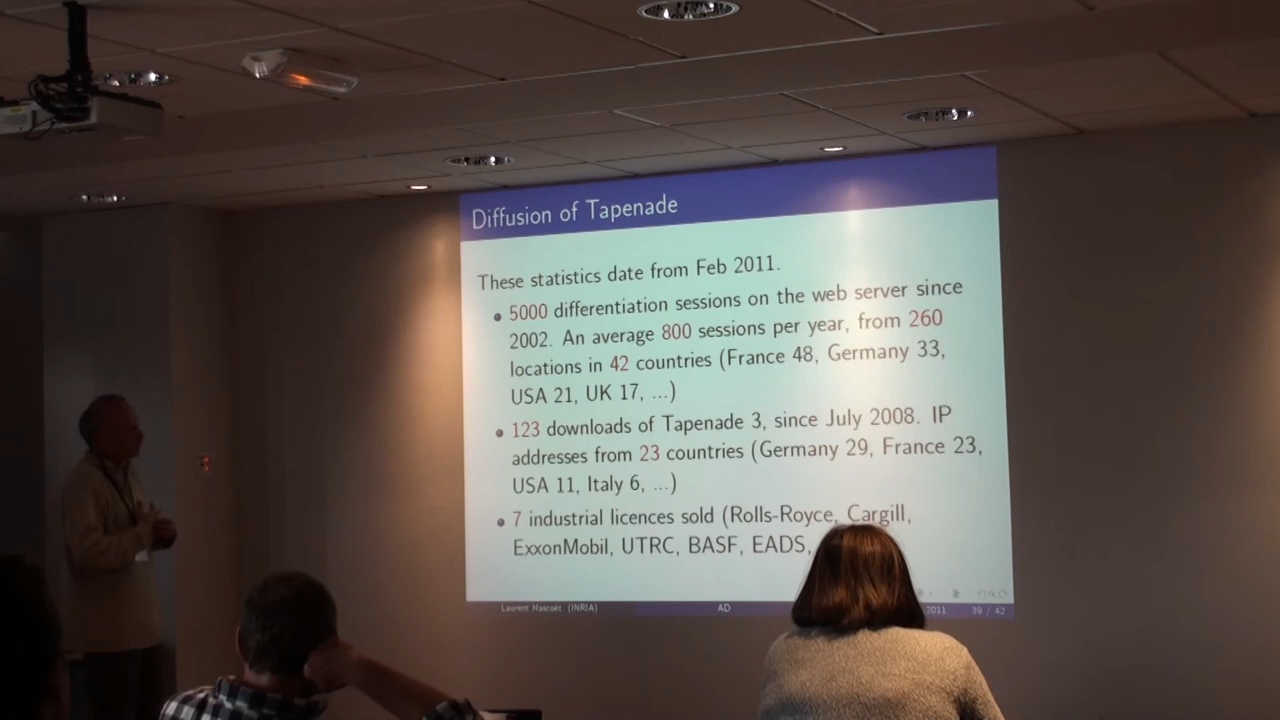 Diffusion of Tapenade
These statistics date from Feb 2011.
5000 differentiation sessions on the web server since
2002. An average 800 sessions per year, from 260
locations in 42 countries (France 48, Germany 33,
USA 21, UK 17, ...)
123 downloads of Tapenade 3, since July 2008. IP
addresses from 23 countries (Germany 29, France 23,
USA 11, Italy 6, ...)
7 industrial licences sold (Rolls-Royce, Cargill,
ExxonMobil, UTRC, BASF, EADS,
Laurent Hascoët (INRIA) AD 2011 39 / 42